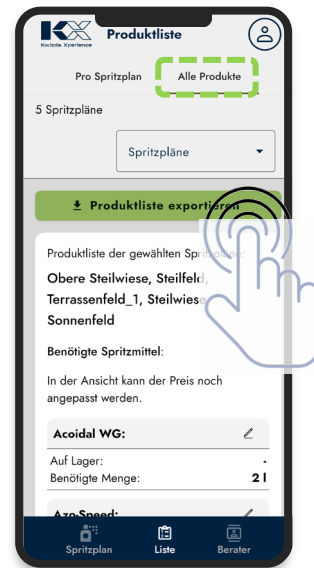 KX
Kwizda Xperience
Produktliste
Pro Spritzplan
Alle Produkte
5 Spritzpläne
Spritzpläne
Produktliste exportieren
Produktliste der gewählten Spritzpläne:
Obere Steilwiese, Steilfeld,
Terrassenfeld_1, Steilwiese
Sonnenfeld
Benötigte Spritzmittel:
In der Ansicht kann der Preis noch
angepasst werden.
Acoidal WG:
Auf Lager: -
Benötigte Menge: 2 l
Azo-Speed:
Spritzplan
Liste
Berater